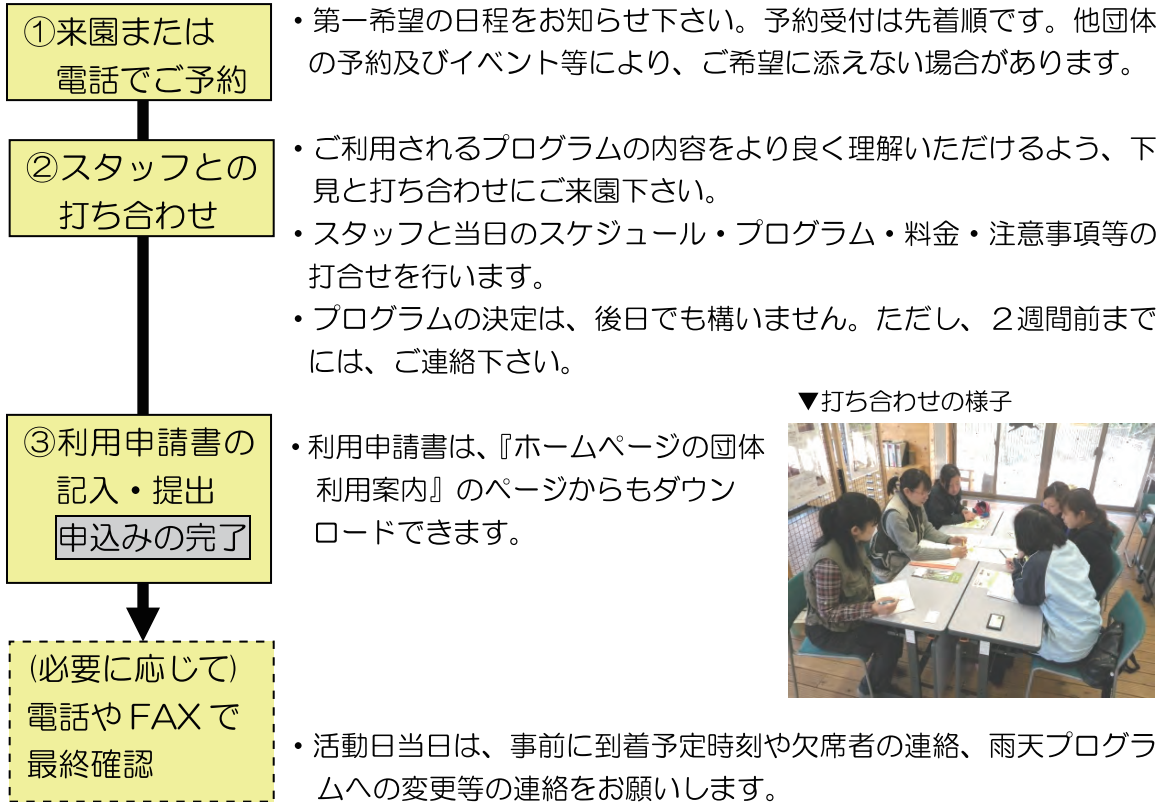 ①来園または
電話でご予約
・第一希望の日程をお知らせ下さい。予約受付は先着順です。他団体
の予約及びイベント等により、ご希望に添えない場合があります。
②スタッフとの
打ち合わせ
・ご利用されるプログラムの内容をより良く理解いただけるよう、下
見と打ち合わせにご来園下さい。
・スタッフと当日のスケジュール・プログラム・料金・注意事項等の
打合せを行います。
・プログラムの決定は、後日でも構いません。ただし、２週間前まで
には、ご連絡下さい。
③利用申請書の
記入・提出
申込みの完了
・利用申請書は、『ホームページの団体
利用案内』のページからもダウン
ロードできます。
▼打ち合わせの様子
(必要に応じて)
電話や FAX で
最終確認
・活動日当日は、事前に到着予定時刻や欠席者の連絡、雨天プログラ
ムへの変更等の連絡をお願いします。